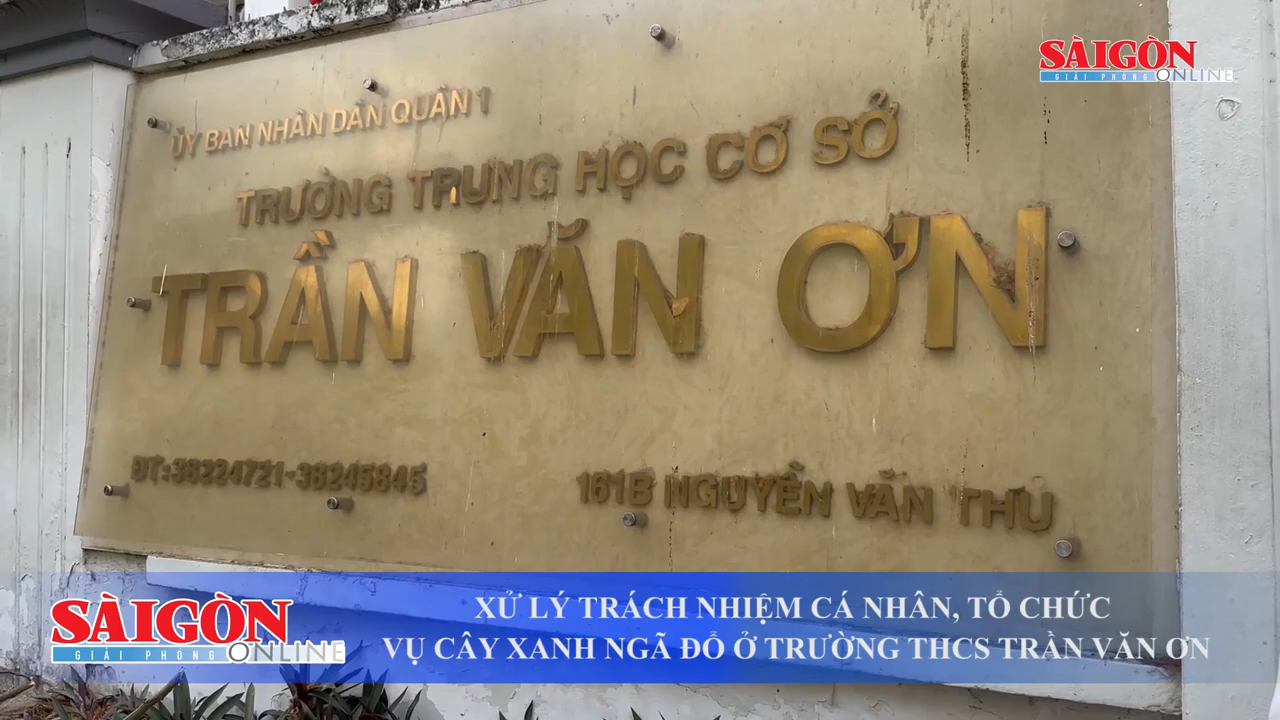 SÀIGÒN
GIẢI PHÓNG ONLINE
ỦY BAN NHÂN DÂN QUẬN 1
TRƯỜNG TRUNG HỌC CƠ SỞ
TRẦN VĂN ƠN
ĐT:38224721-38245845
161B NGUYỄN VĂN THỦ
XỬ LÝ TRÁCH NHIỆM CÁ NHÂN, TỔ CHỨC
VỤ CÂY XANH NGÃ ĐỔ Ở TRƯỜNG THCS TRẦN VĂN ƠN
SÀIGÒN
GIẢI PHÓNG ONLINE